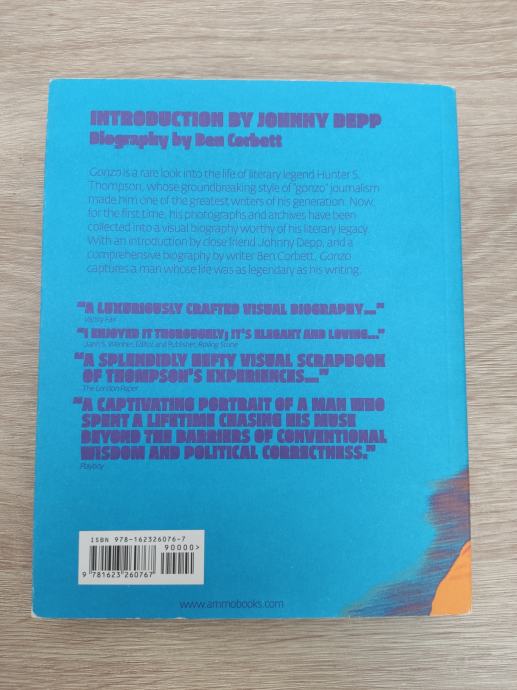 INTRODUCTION BY JOHNNY DEPP
Biography by Ben Corbett
Gonzo is a rare look into the life of literary legend Hunter S.
Thompson, whose groundbreaking style of "gonzo" journalism
made him one of the greatest writers of his generation. Now,
for the first time, his photographs and archives have been
collected into a visual biography worthy of his literary legacy.
With an introduction by close friend Johnny Depp, and a
comprehensive biography by writer Ben Corbett, Gonzo
captures a man whose life was as legendary as his writing.
"A LUXURIOUSLY CRAFTED VISUAL BIOGRAPHY..."
Vanity Fair
"I ENJOYED IT THOROUGHLY; IT'S ELEGANT AND LOVING..."
Jann S. Wenner, Editor and Publisher, Rolling Stone
"A SPLENDIDLY HEFTY VISUAL SCRAPBOOK
OF THOMPSON'S EXPERIENCES..."
The London Paper
"A CAPTIVATING PORTRAIT OF A MAN WHO
SPENT A LIFETIME CHASING HIS MUSE
BEYOND THE BARRIERS OF CONVENTIONAL
WISDOM AND POLITICAL CORRECTNESS."
Playboy
ISBN 978-162326076-7
90000>
9 781623 260767
www.ammobooks.com